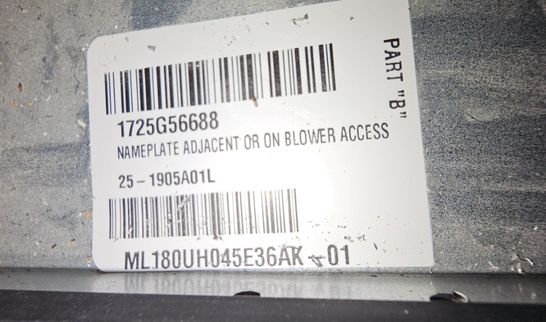 PART "B"
1725G56688
NAMEPLATE ADJACENT OR ON BLOWER ACCESS
25-1905A01L
ML180UH045E36AK-01